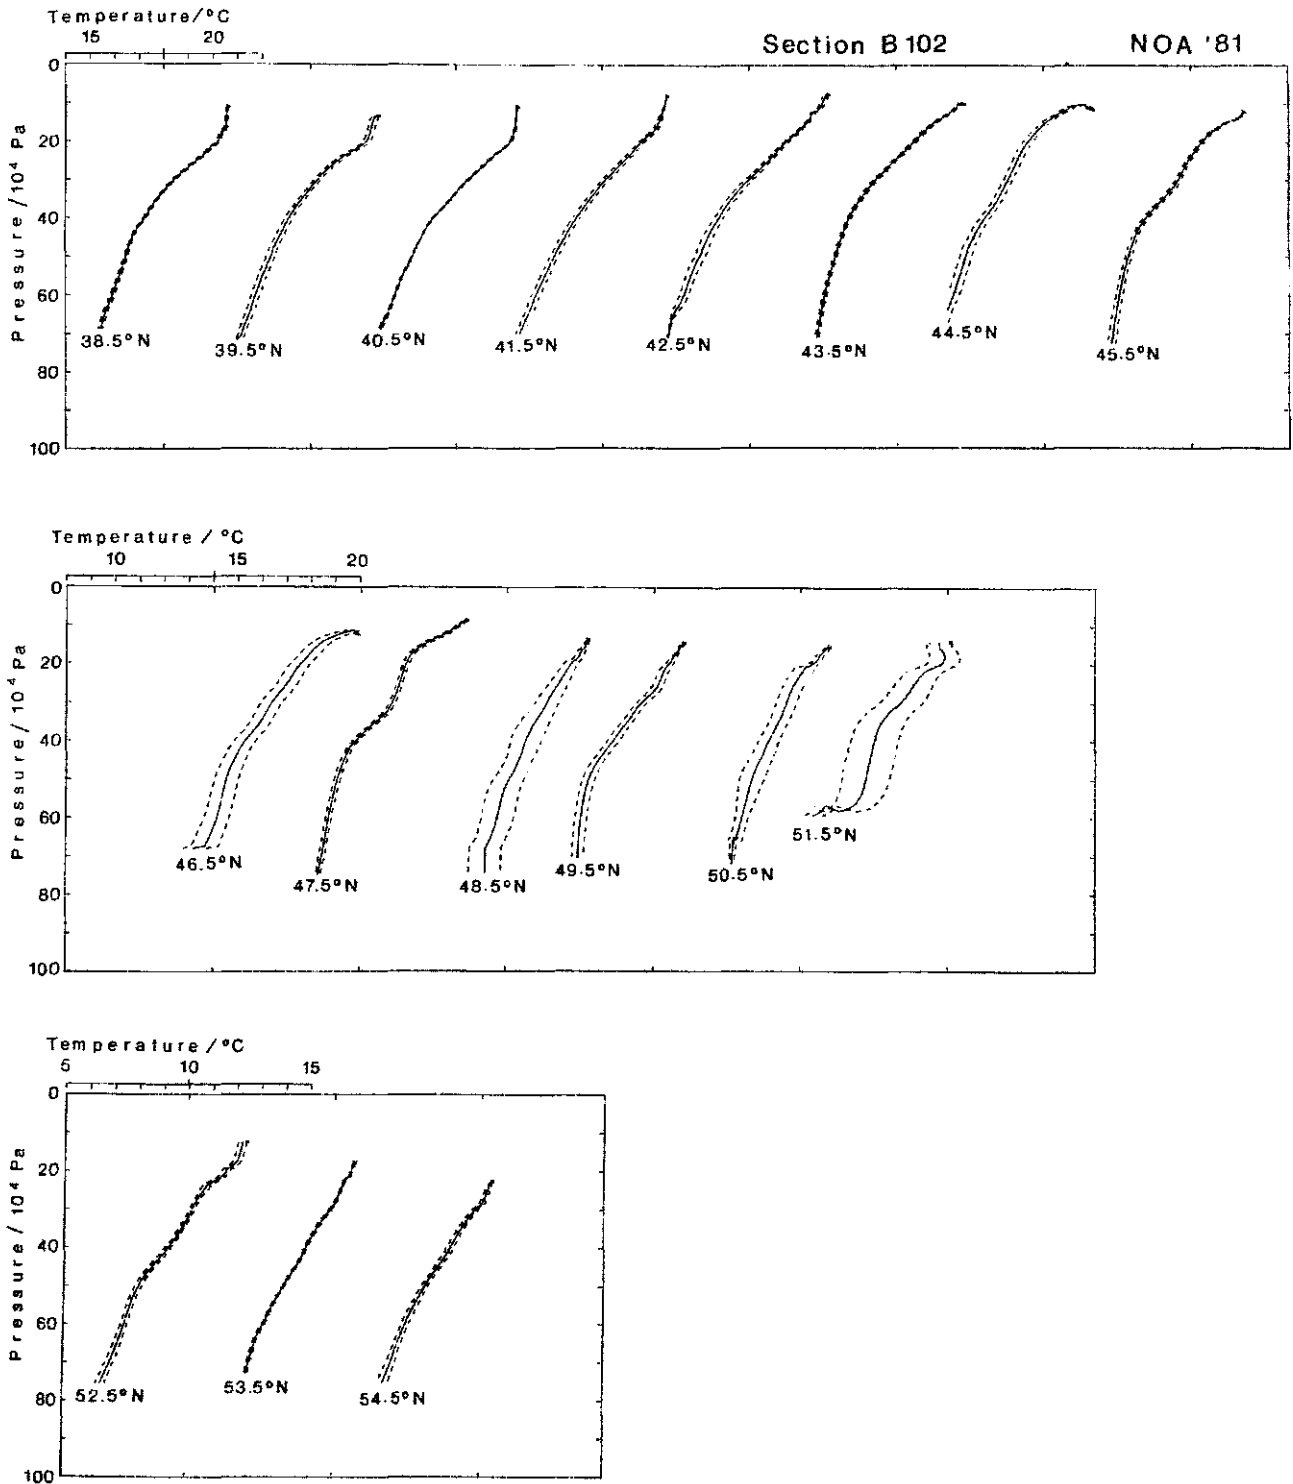 Temperature/°C
15 20
Section B 102 NOA '81
0
20
40
60
80
100
Pressure / 10⁴ Pa
38.5°N 39.5°N 40.5°N 41.5°N 42.5°N 43.5°N 44.5°N 45.5°N
Temperature / °C
10 15 20
0
20
40
60
80
100
Pressure / 10⁴ Pa
46.5°N 47.5°N 48.5°N 49.5°N 50.5°N 51.5°N
Temperature /°C
5 10 15
0
20
40
60
80
100
Pressure / 10⁴ Pa
52.5°N 53.5°N 54.5°N